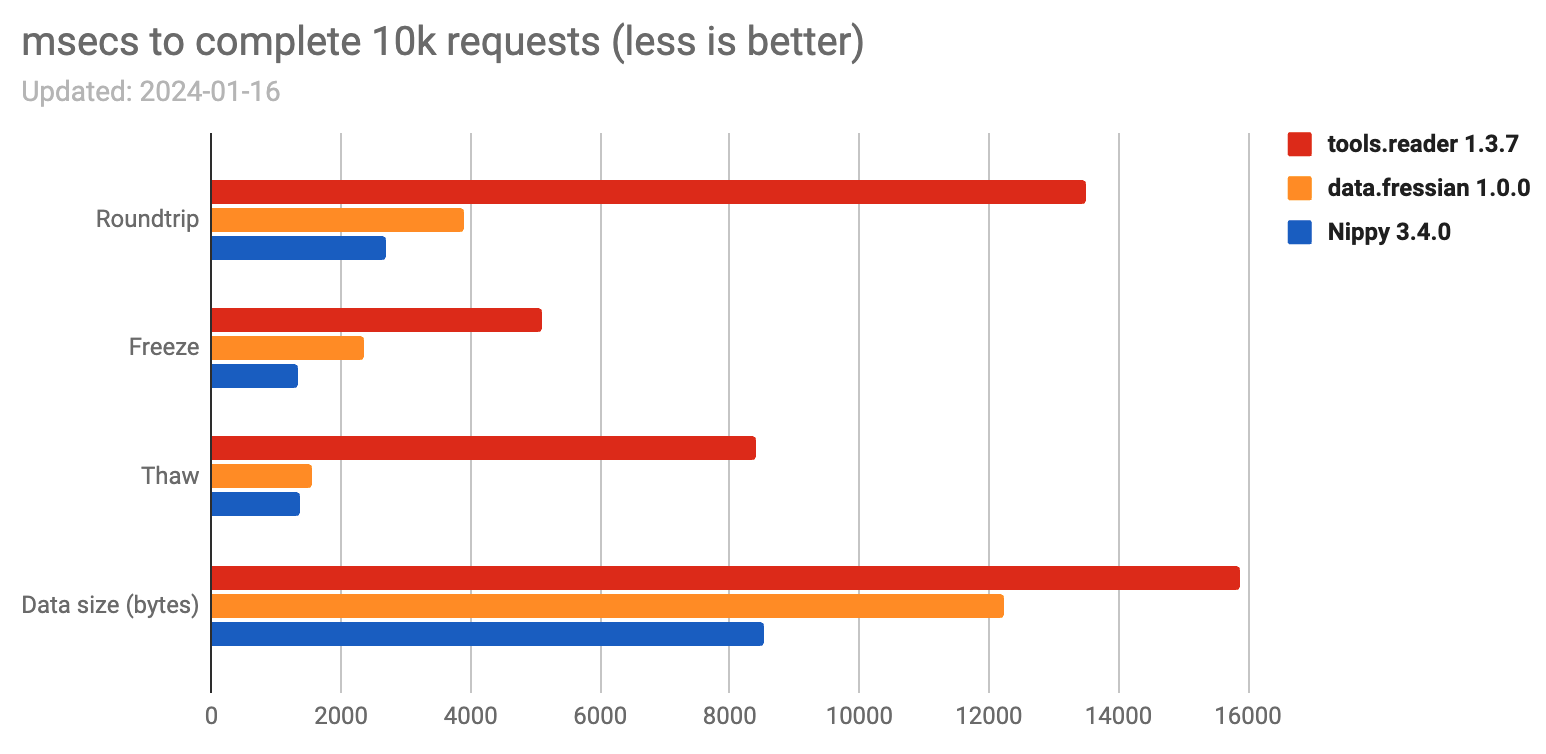 msecs to complete 10k requests (less is better)
Updated: 2024-01-16
tools.reader 1.3.7
data.fressian 1.0.0
Nippy 3.4.0
Roundtrip
Freeze
Thaw
Data size (bytes)
0 2000 4000 6000 8000 10000 12000 14000 16000